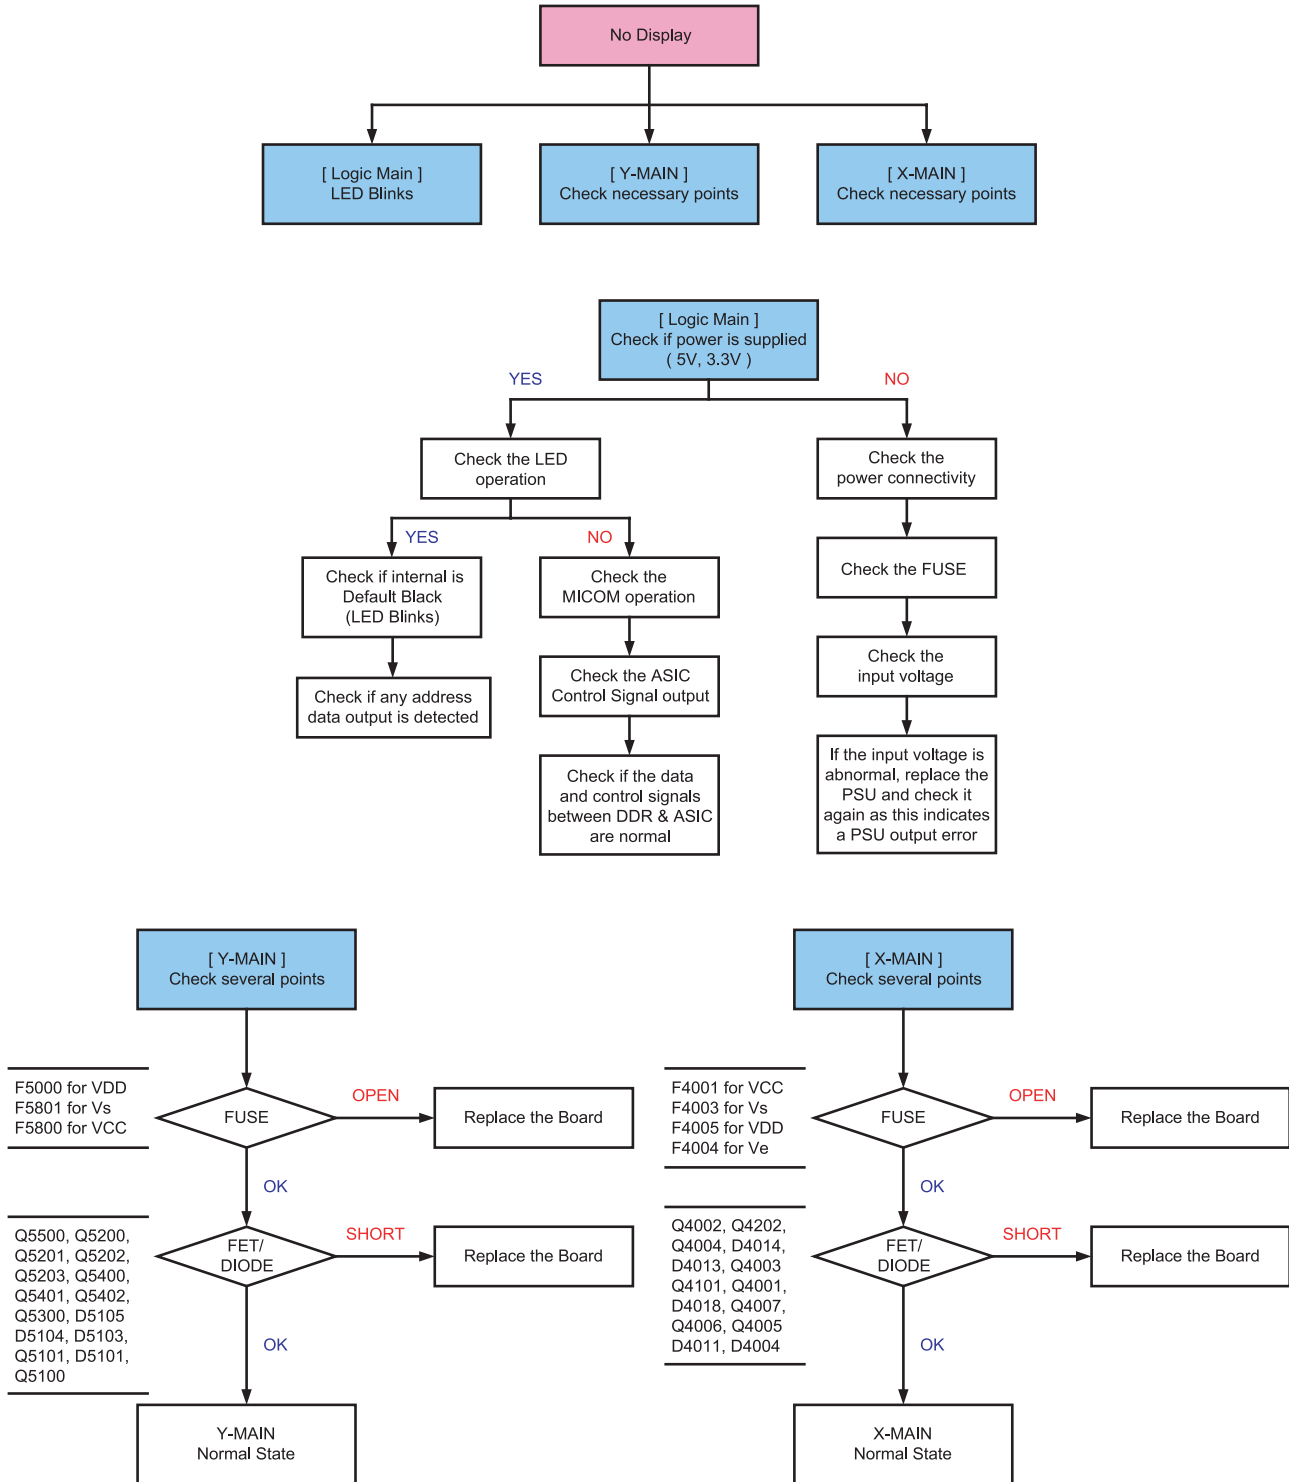 No Display
[ Logic Main ]
LED Blinks
[ Y-MAIN ]
Check necessary points
[ X-MAIN ]
Check necessary points
[ Logic Main ]
Check if power is supplied
( 5V, 3.3V )
YES
NO
Check the LED
operation
Check the
power connectivity
YES
NO
Check if internal is
Default Black
(LED Blinks)
Check the
MICOM operation
Check the FUSE
Check if any address
data output is detected
Check the ASIC
Control Signal output
Check the
input voltage
Check if the data
and control signals
between DDR & ASIC
are normal
If the input voltage is
abnormal, replace the
PSU and check it
again as this indicates
a PSU output error
[ Y-MAIN ]
Check several points
F5000 for VDD
F5801 for Vs
F5800 for VCC
FUSE
OPEN
Replace the Board
OK
Q5500, Q5200,
Q5201, Q5202,
Q5203, Q5400,
Q5401, Q5402,
Q5300, D5105
D5104, D5103,
Q5101, D5101,
Q5100
FET/
DIODE
SHORT
Replace the Board
OK
Y-MAIN
Normal State
[ X-MAIN ]
Check several points
F4001 for VCC
F4003 for Vs
F4005 for VDD
F4004 for Ve
FUSE
OPEN
Replace the Board
OK
Q4002, Q4202,
Q4004, D4014,
D4013, Q4003
Q4101, Q4001,
D4018, Q4007,
Q4006, Q4005
D4011, D4004
FET/
DIODE
SHORT
Replace the Board
OK
X-MAIN
Normal State